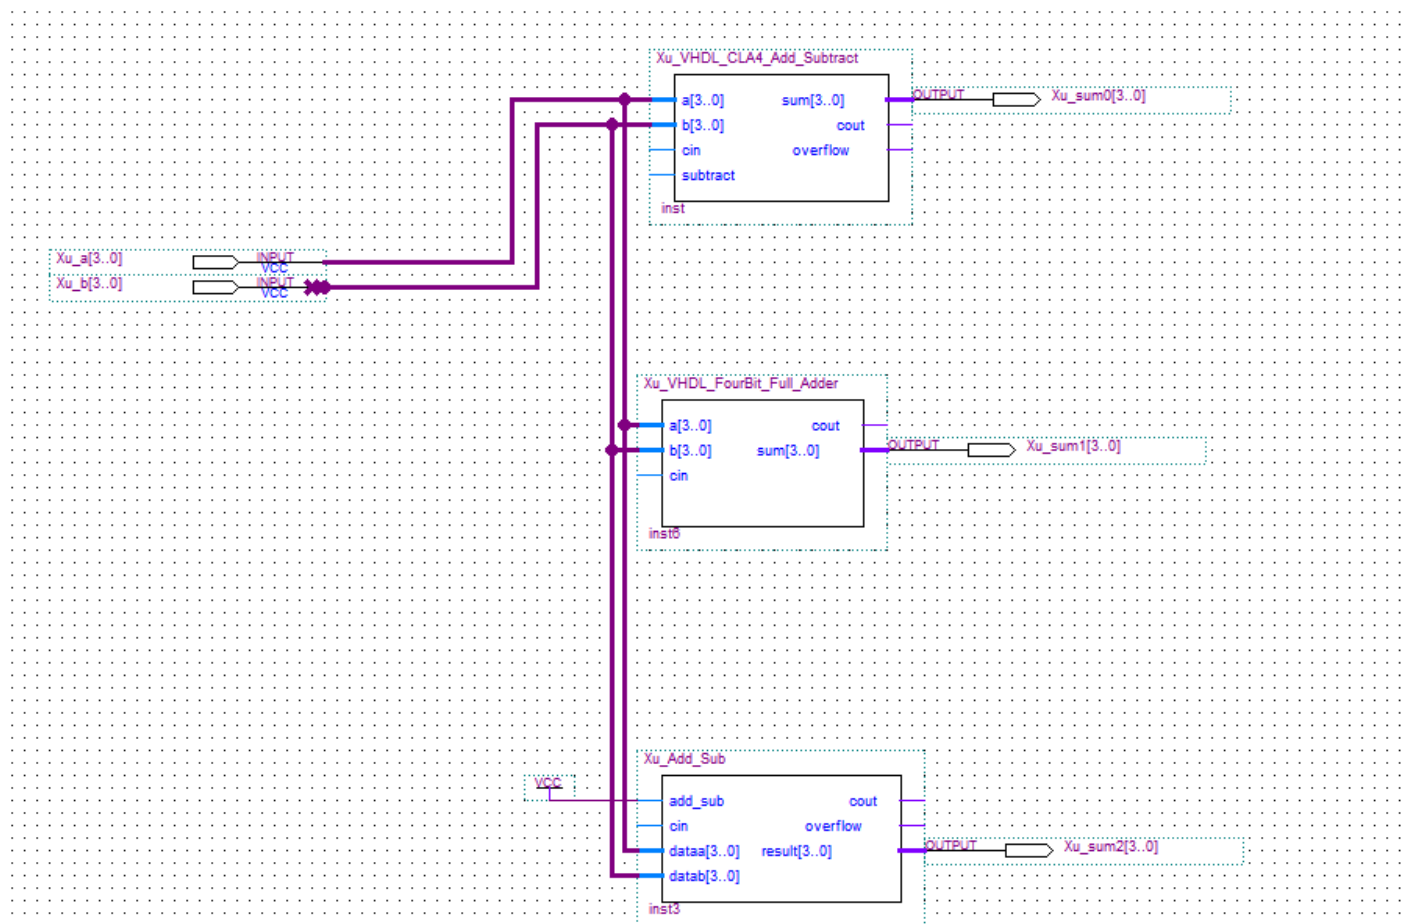 Xu_VHDL_CLA4_Add_Subtract
a[3..0] sum[3..0] OUTPUT Xu_sum0[3..0]
b[3..0] cout
cin overflow
subtract
inst
Xu_a[3..0] INPUT
VCC
Xu_b[3..0] INPUT
VCC
Xu_VHDL_FourBit_Full_Adder
a[3..0] cout
b[3..0] sum[3..0] OUTPUT Xu_sum1[3..0]
cin
inst6
Xu_Add_Sub
VCC
add_sub cout
cin overflow
dataa[3..0] result[3..0] OUTPUT Xu_sum2[3..0]
datab[3..0]
inst3